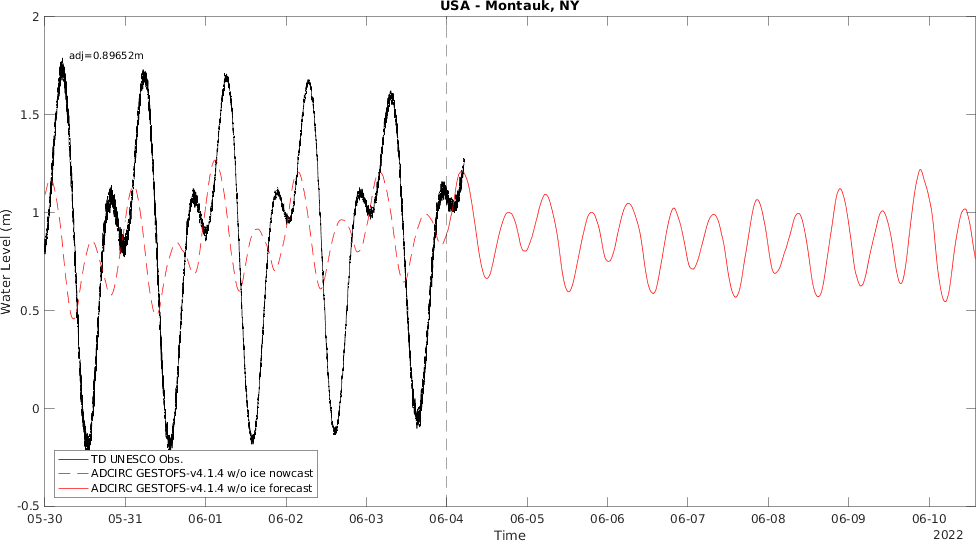 USA - Montauk, NY
adj=0.89652m
2
1.5
1
0.5
0
-0.5
Water Level (m)
TD UNESCO Obs.
ADCIRC GESTOFS-v4.1.4 w/o ice nowcast
ADCIRC GESTOFS-v4.1.4 w/o ice forecast
05-30 05-31 06-01 06-02 06-03 06-04 06-05 06-06 06-07 06-08 06-09 06-10
Time
2022